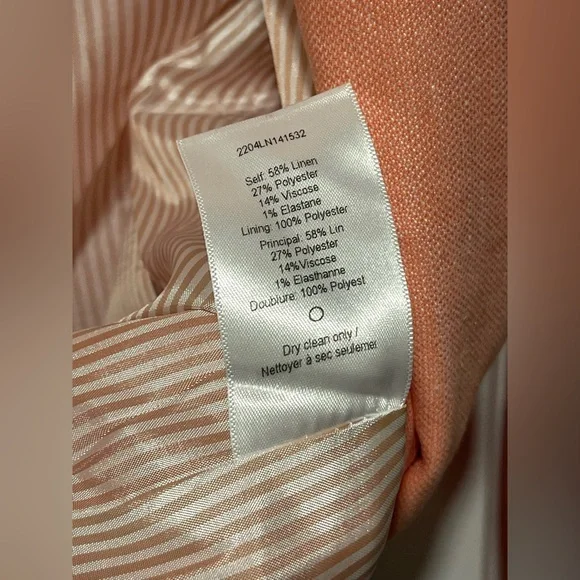 2204LN141532
Self: 58% Linen
27% Polyester
14% Viscose
1% Elastane
Lining: 100% Polyester
Principal: 58% Lin
27% Polyester
14%Viscose
1% Elasthanne
Doublure: 100% Polyest
Dry clean only /
Nettoyer à sec seulemer